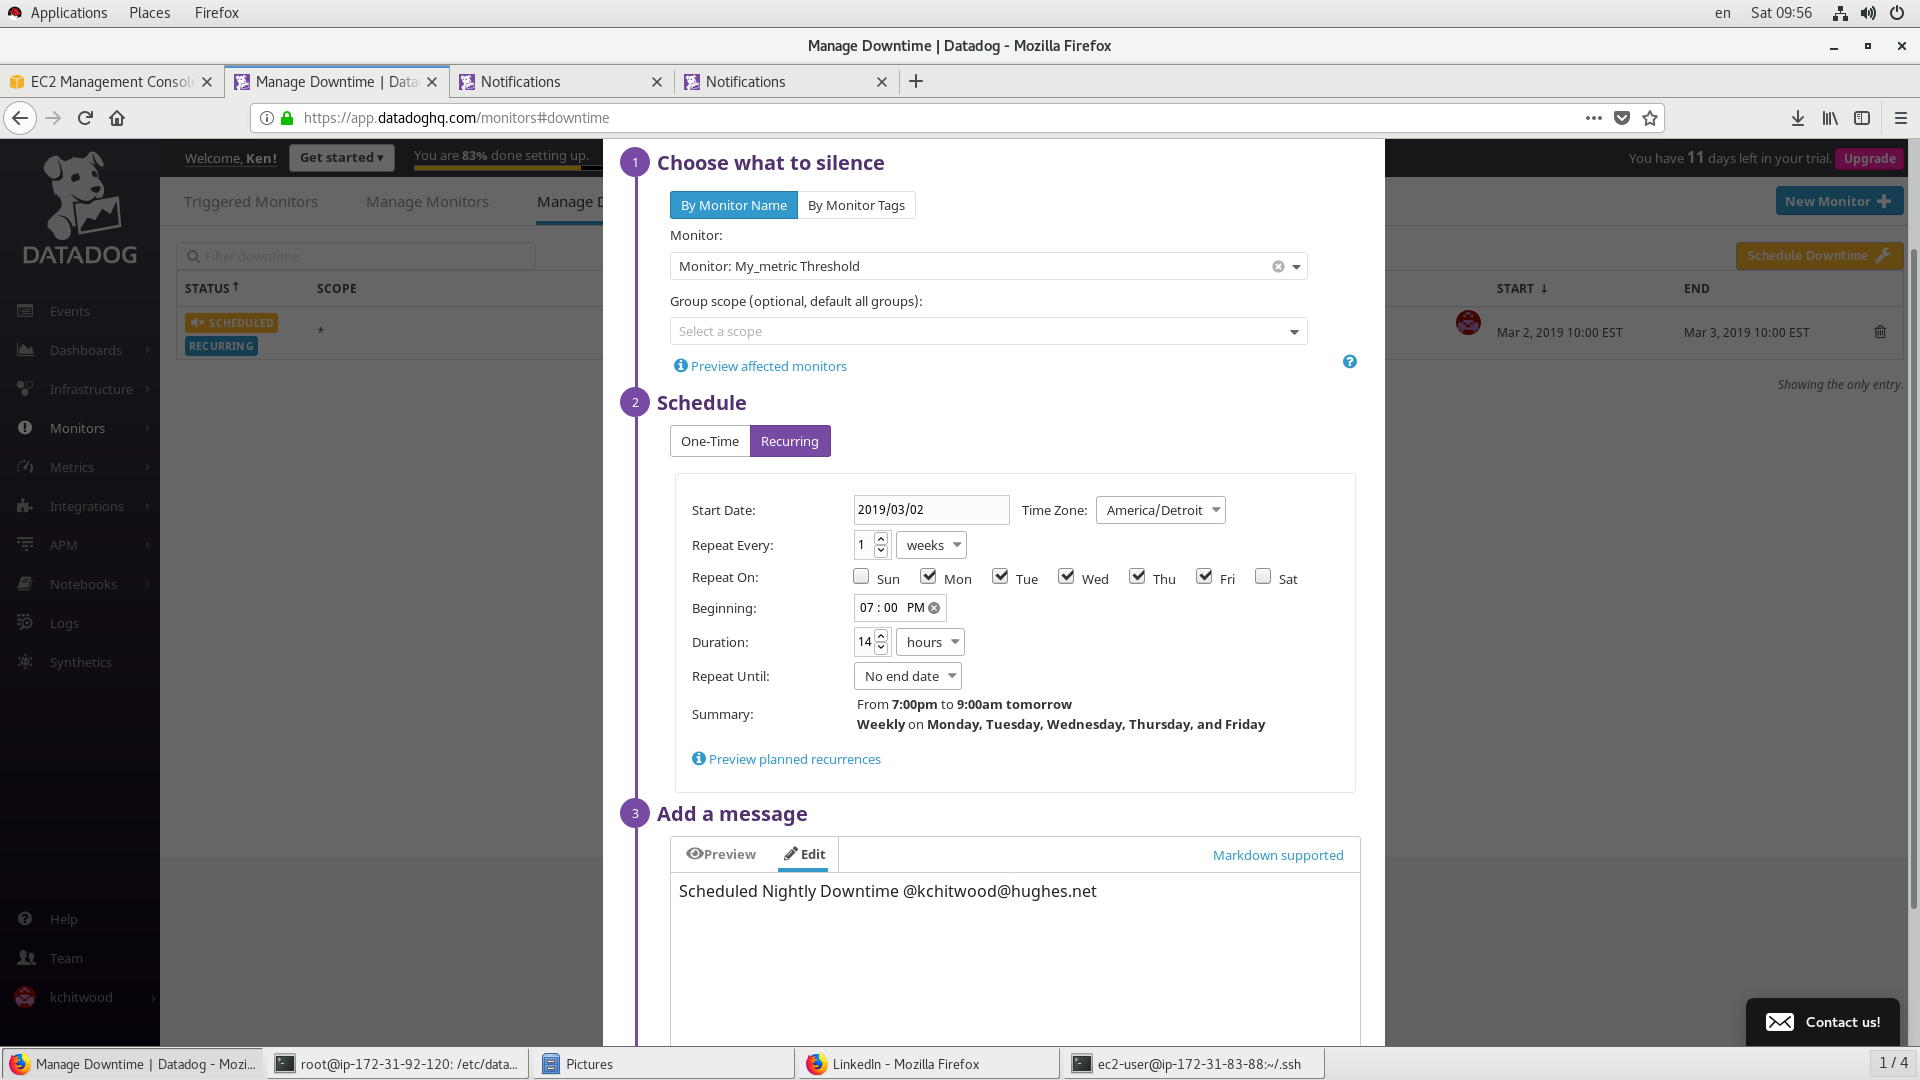 Applications Places Firefox en Sat 09:56
Manage Downtime | Datadog - Mozilla Firefox
EC2 Management Consol Manage Downtime | Data Notifications Notifications
https://app.datadoghq.com/monitors#downtime
DATADOG
Welcome, Ken! Get started ▾ You are 83% done setting up. You have 11 days left in your trial. Upgrade
Triggered Monitors Manage Monitors Manage D New Monitor
Filter downtime Schedule Downtime
STATUS SCOPE START ↓ END
SCHEDULED
RECURRING
* Mar 2, 2019 10:00 EST Mar 3, 2019 10:00 EST
Showing the only entry.
Events
Dashboards
Infrastructure
Monitors
Metrics
Integrations
APM
Notebooks
Logs
Synthetics
Help
Team
kchitwood
1 Choose what to silence
By Monitor Name By Monitor Tags
Monitor:
Monitor: My_metric Threshold
Group scope (optional, default all groups):
Select a scope
Preview affected monitors
2 Schedule
One-Time Recurring
Start Date: 2019/03/02 Time Zone: America/Detroit
Repeat Every: 1 weeks
Repeat On: Sun Mon Tue Wed Thu Fri Sat
Beginning: 07 : 00 PM
Duration: 14 hours
Repeat Until: No end date
Summary: From 7:00pm to 9:00am tomorrow
Weekly on Monday, Tuesday, Wednesday, Thursday, and Friday
Preview planned recurrences
3 Add a message
Preview Edit Markdown supported
Scheduled Nightly Downtime @kchitwood@hughes.net
Contact us!
Manage Downtime | Datadog - Mozi... root@ip-172-31-92-120: /etc/data... Pictures LinkedIn - Mozilla Firefox ec2-user@ip-172-31-83-88:~/.ssh 1 / 4